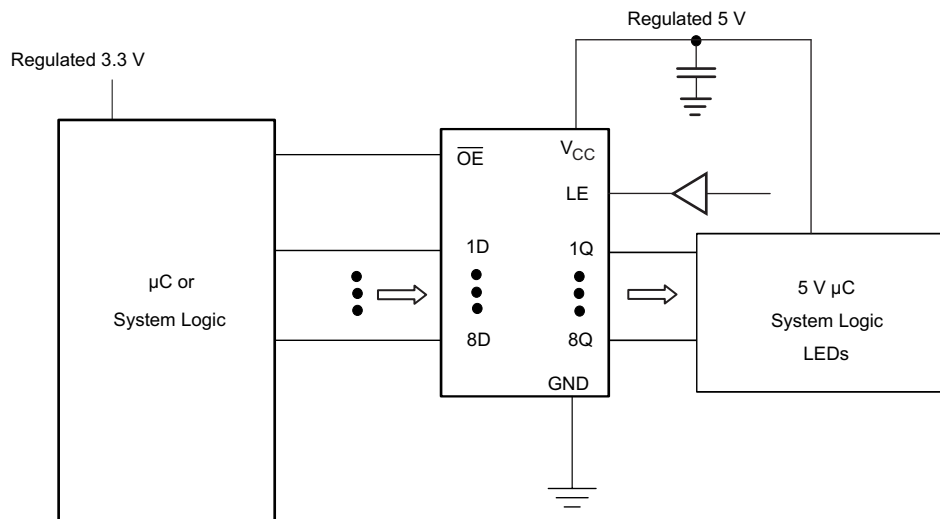 Regulated 5 V
Regulated 3.3 V
OE
VCC
LE
1D
1Q
8D
8Q
GND
µC or
System Logic
5 V µC
System Logic
LEDs